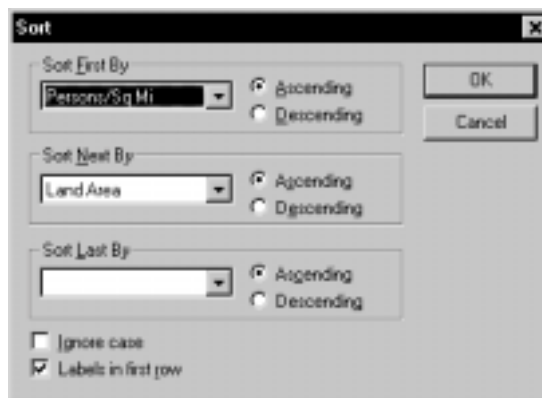 Sort
Sort First By
Persons/Sq Mi
Ascending
Descending
OK
Cancel
Sort Next By
Land Area
Ascending
Descending
Sort Last By
Ascending
Descending
Ignore case
Labels in first row